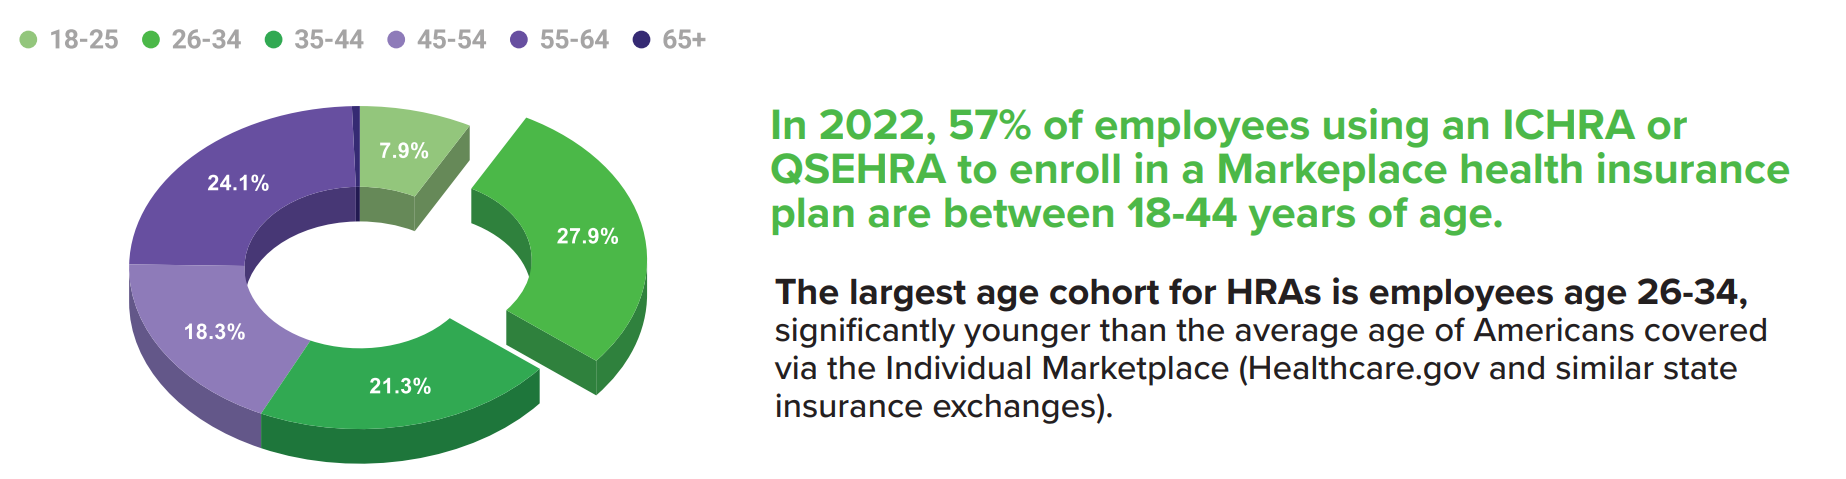 18-25 26-34 35-44 45-54 55-64 65+
7.9%
24.1%
27.9%
18.3%
21.3%
In 2022, 57% of employees using an ICHRA or
QSEHRA to enroll in a Markeplace health insurance
plan are between 18-44 years of age.
The largest age cohort for HRAs is employees age 26-34,
significantly younger than the average age of Americans covered
via the Individual Marketplace (Healthcare.gov and similar state
insurance exchanges).